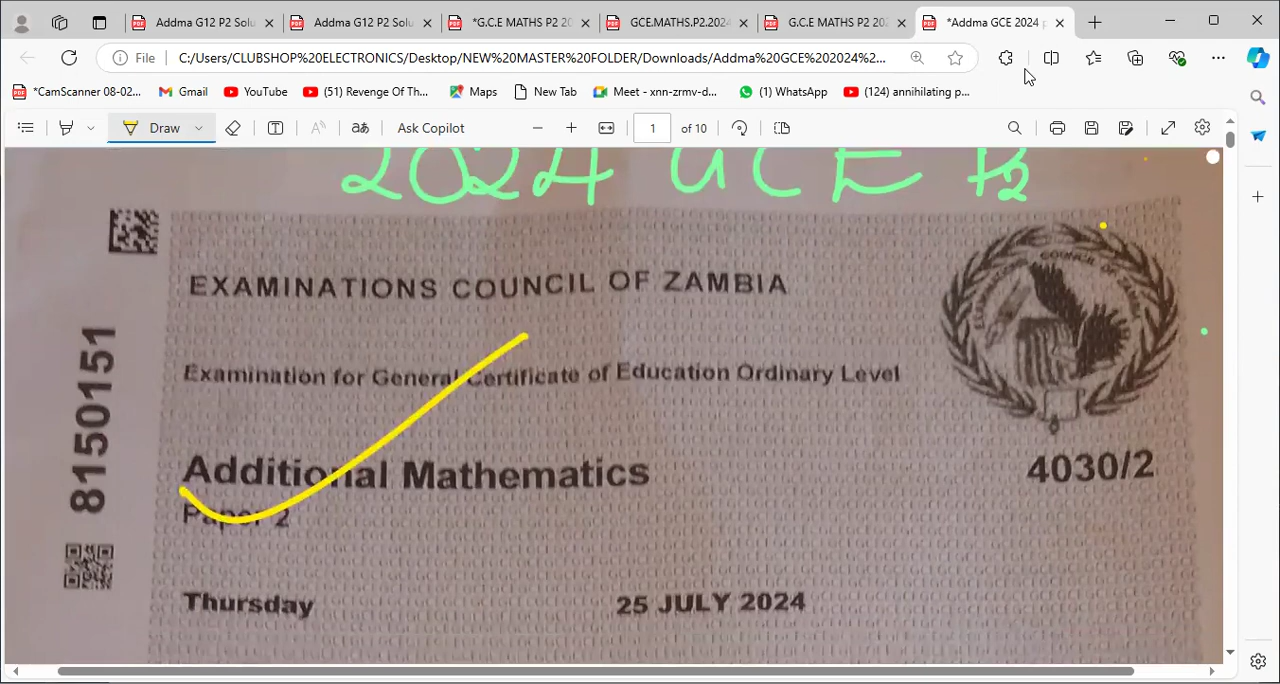 Addma G12 P2 Solu
Addma G12 P2 Solu
*G.C.E MATHS P2 20
GCE.MATHS.P2.2024
G.C.E MATHS P2 202
*Addma GCE 2024 p
File
C:/Users/CLUBSHOP%20ELECTRONICS/Desktop/NEW%20MASTER%20FOLDER/Downloads/Addma%20GCE%202024%2...
*CamScanner 08-02...
Gmail
YouTube
(51) Revenge Of Th...
Maps
New Tab
Meet - xnn-zrmv-d...
(1) WhatsApp
(124) annihilating p...
Draw
Ask Copilot
1 of 10
2024 GCE P2
EXAMINATIONS COUNCIL OF ZAMBIA
Examination for General Certificate of Education Ordinary Level
Additional Mathematics
4030/2
Paper 2
Thursday
25 JULY 2024
8150151